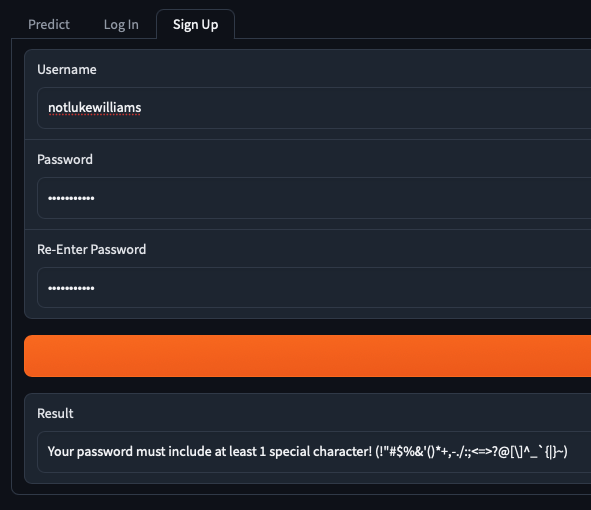 Predict Log In Sign Up
Username
notlukewilliams
Password
•••••••••••
Re-Enter Password
•••••••••••
Result
Your password must include at least 1 special character! (!"#$%&'()*+,-./:;<=>?@[\]^_`{|}~)